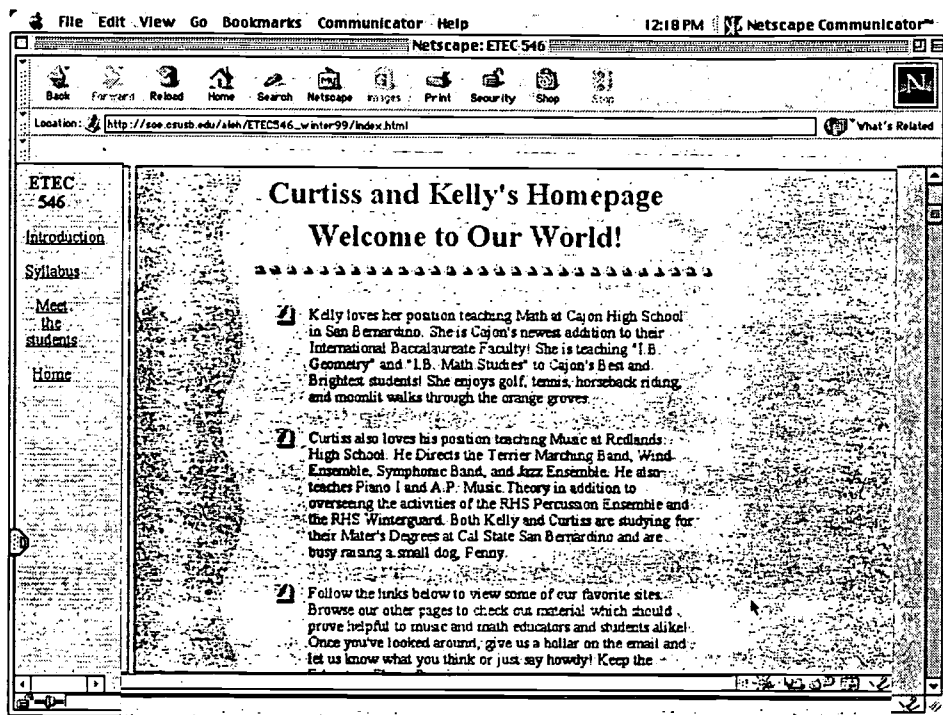 File Edit View Go Bookmarks Communicator Help 12:18 PM Netscape Communicator™
Netscape: ETEC 546
Back Forward Reload Home Search Netscape Images Print Security Shop Stop
Location: http://soe.csusb.edu/aleh/ETEC546_winter99/index.html What's Related
ETEC
546
Introduction
Syllabus
Meet
the
students
Home
Curtiss and Kelly's Homepage
Welcome to Our World!
Kelly loves her position teaching Math at Cajon High School
in San Bernardino. She is Cajon's newest addition to their
International Baccalaureate Faculty! She is teaching "I.B.
Geometry" and "I.B. Math Studies" to Cajon's Best and
Brightest students! She enjoys golf, tennis, horseback riding,
and moonlit walks through the orange groves.
Curtiss also loves his position teaching Music at Redlands
High School. He Directs the Terrier Marching Band, Wind
Ensemble, Symphonic Band, and Jazz Ensemble. He also
teaches Piano I and A.P. Music Theory in addition to
overseeing the activities of the RHS Percussion Ensemble and
the RHS Winterguard. Both Kelly and Curtiss are studying for
their Mater's Degrees at Cal State San Bernardino and are
busy raising a small dog, Penny.
Follow the links below to view some of our favorite sites.
Browse our other pages to check out material which should
prove helpful to music and math educators and students alike!
Once you've looked around, give us a hollar on the email and
let us know what you think or just say howdy! Keep the